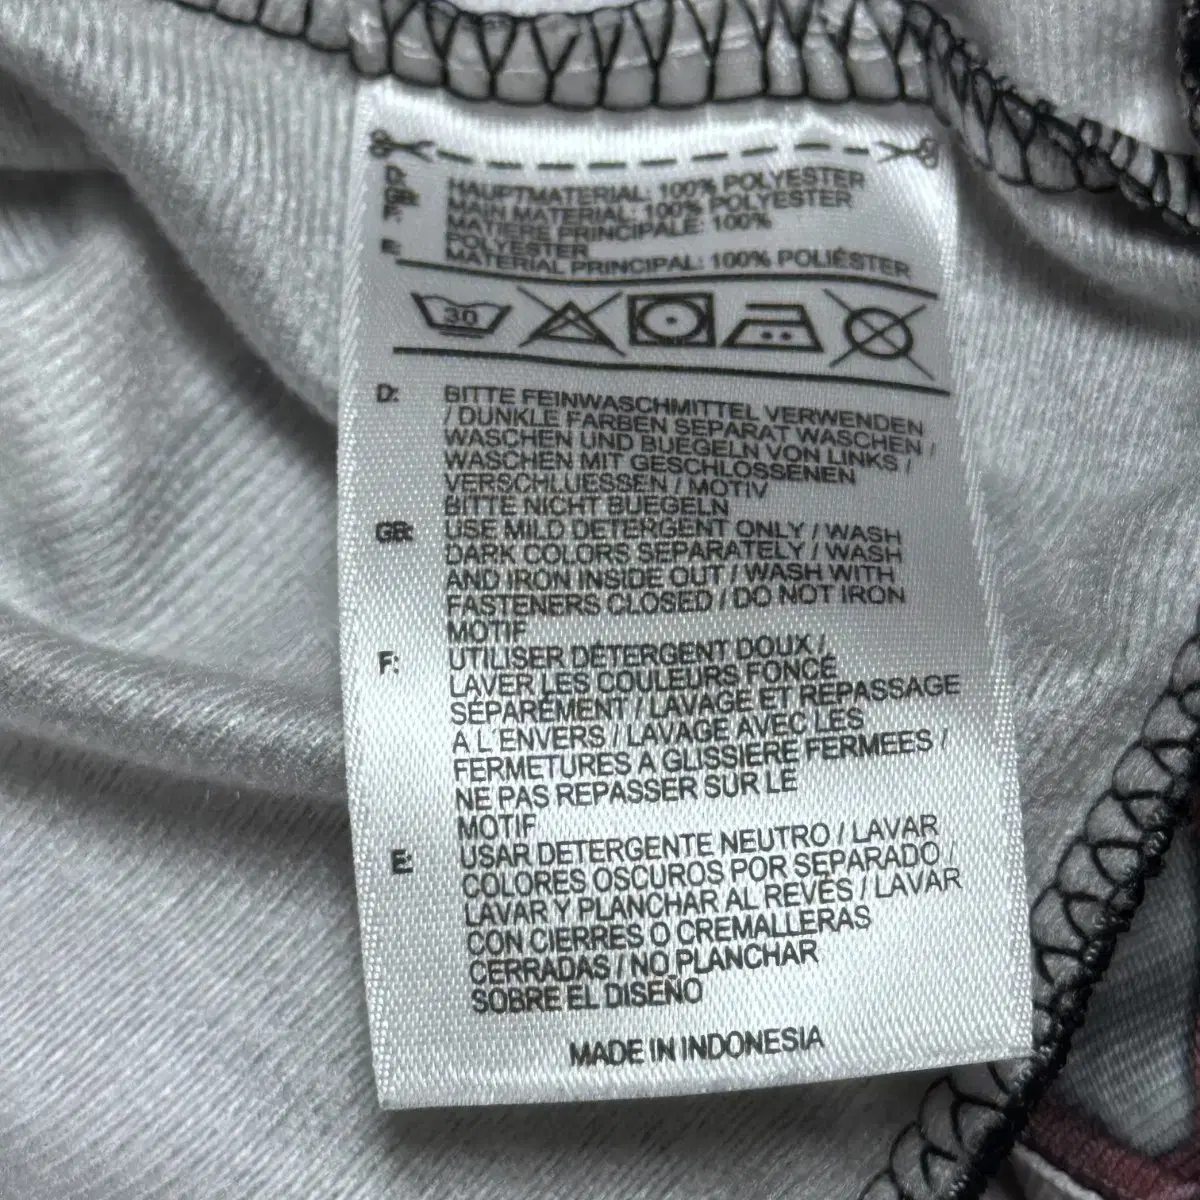 D: HAUPTMATERIAL: 100% POLYESTER
GB: MAIN MATERIAL: 100% POLYESTER
F: MATIERE PRINCIPALE: 100%
POLYESTER
E: MATERIAL PRINCIPAL: 100% POLIÉSTER
30
D: BITTE FEINWASCHMITTEL VERWENDEN
/ DUNKLE FARBEN SEPARAT WASCHEN /
WASCHEN UND BUEGELN VON LINKS /
WASCHEN MIT GESCHLOSSENEN
VERSCHLUESSEN / MOTIV
BITTE NICHT BUEGELN
GB: USE MILD DETERGENT ONLY / WASH
DARK COLORS SEPARATELY / WASH
AND IRON INSIDE OUT / WASH WITH
FASTENERS CLOSED / DO NOT IRON
MOTIF
F: UTILISER DÉTERGENT DOUX /
LAVER LES COULEURS FONCÉ
SÉPARÉMENT / LAVAGE ET REPASSAGE
A L´ENVERS / LAVAGE AVEC LES
FERMETURES A GLISSIERE FERMEES /
NE PAS REPASSER SUR LE
MOTIF
E: USAR DETERGENTE NEUTRO / LAVAR
COLORES OSCUROS POR SEPARADO /
LAVAR Y PLANCHAR AL REVÉS / LAVAR
CON CIERRES O CREMALLERAS
CERRADAS / NO PLANCHAR
SOBRE EL DISEÑO
MADE IN INDONESIA